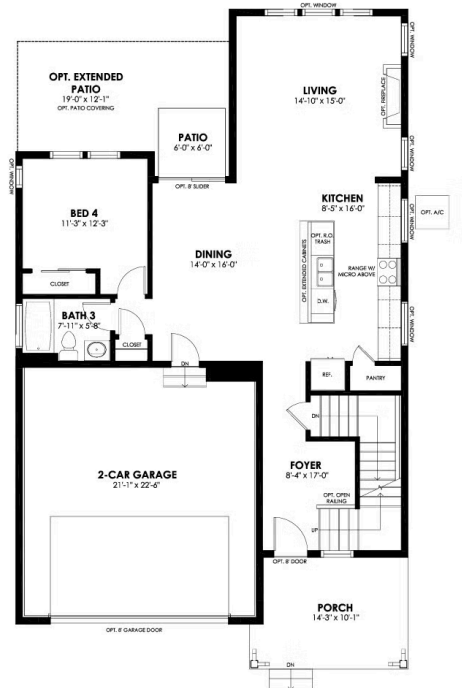 OPT. WINDOW
OPT. WINDOW
OPT. EXTENDED
PATIO
19'-0" x 12'-1"
OPT. PATIO COVERING
LIVING
14'-10" x 15'-0"
OPT. FIREPLACE
PATIO
6'-0" x 6'-0"
OPT. WINDOW
OPT. WINDOW
OPT. 8' SLIDER
BED 4
11'-3" x 12'-3"
KITCHEN
8'-5" x 16'-0"
OPT. WINDOW
OPT. A/C
OPT. R.O.
TRASH
DINING
14'-0" x 16'-0"
OPT. EXTENDED CABINETS
RANGE W/
MICRO ABOVE
CLOSET
D.W.
BATH 3
7'-11" x 5'-8"
OPT. WINDOW
CLOSET
DN
REF.
PANTRY
DN
2-CAR GARAGE
21'-1" x 22'-6"
FOYER
8'-4" x 17'-0"
OPT. OPEN
RAILING
UP
OPT. 8' DOOR
PORCH
14'-3" x 10'-1"
OPT. 8' GARAGE DOOR
DN